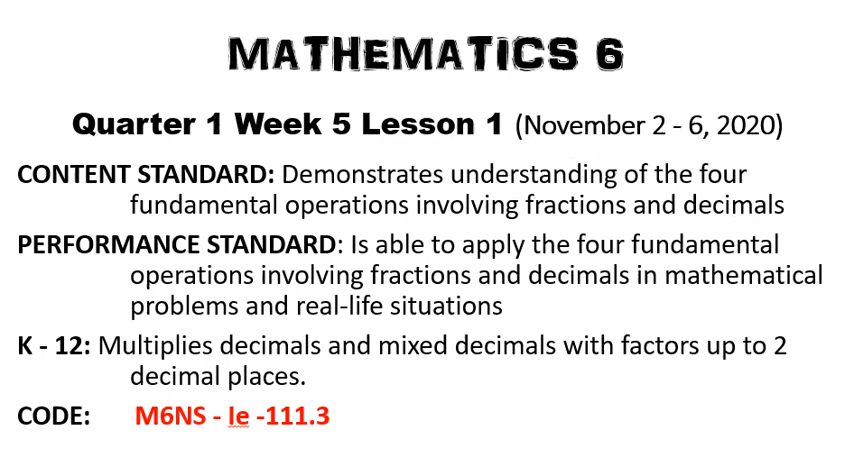 MATHEMATICS 6
Quarter 1 Week 5 Lesson 1 (November 2 - 6, 2020)
CONTENT STANDARD: Demonstrates understanding of the four
fundamental operations involving fractions and decimals
PERFORMANCE STANDARD: Is able to apply the four fundamental
operations involving fractions and decimals in mathematical
problems and real-life situations
K - 12: Multiplies decimals and mixed decimals with factors up to 2
decimal places.
CODE: M6NS - Ie -111.3